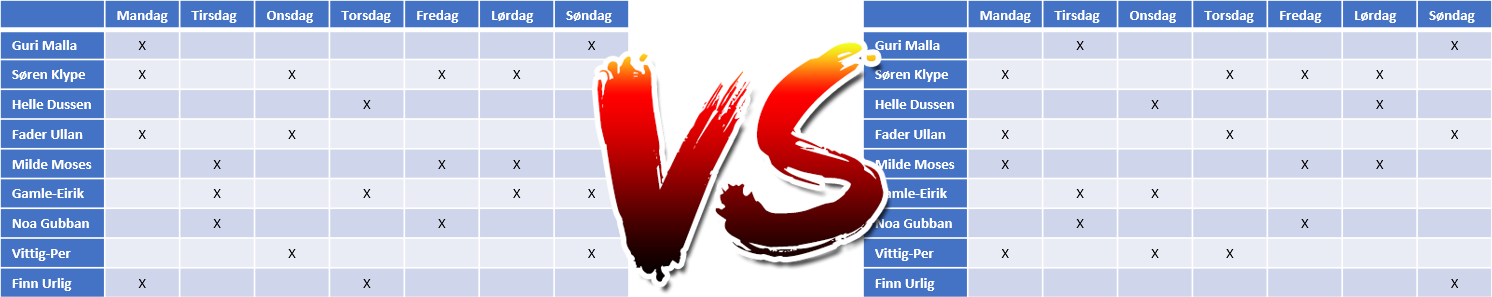 Mandag Tirsdag Onsdag Torsdag Fredag Lørdag Søndag Mandag Tirsdag Onsdag Torsdag Fredag Lørdag Søndag
Guri Malla X X Guri Malla X X
Søren Klype X X X X Søren Klype X X X X
Helle Dussen X Helle Dussen X X
Fader Ullan X X Fader Ullan X X X
Milde Moses X X X Milde Moses X X X
Gamle-Eirik X X X X Gamle-Eirik X X
Noa Gubban X X Noa Gubban X X
Vittig-Per X X Vittig-Per X X X
Finn Urlig X X Finn Urlig X
VS